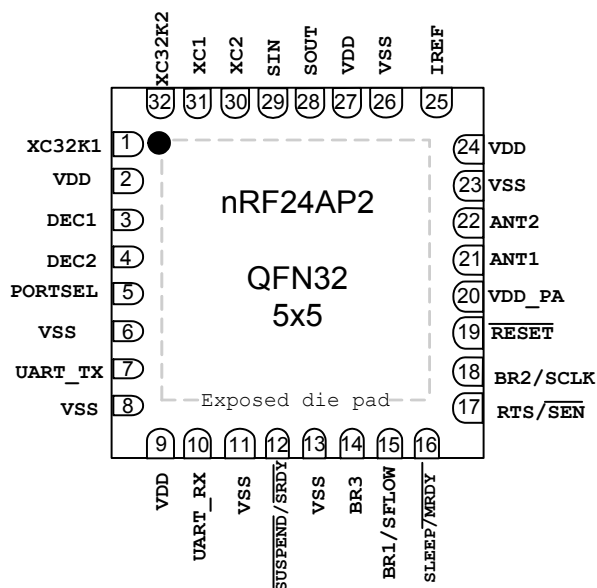 XC32K2
XC1
XC2
SIN
SOUT
VDD
VSS
IREF
32
31
30
29
28
27
26
25
XC32K1 1
VDD 2
DEC1 3
DEC2 4
PORTSEL 5
VSS 6
UART_TX 7
VSS 8
nRF24AP2
QFN32
5x5
Exposed die pad
24 VDD
23 VSS
22 ANT2
21 ANT1
20 VDD_PA
19 RESET
18 BR2/SCLK
17 RTS/SEN
9
10
11
12
13
14
15
16
VDD
UART_RX
VSS
SUSPEND/SRDY
VSS
BR3
BR1/SFLOW
SLEEP/MRDY